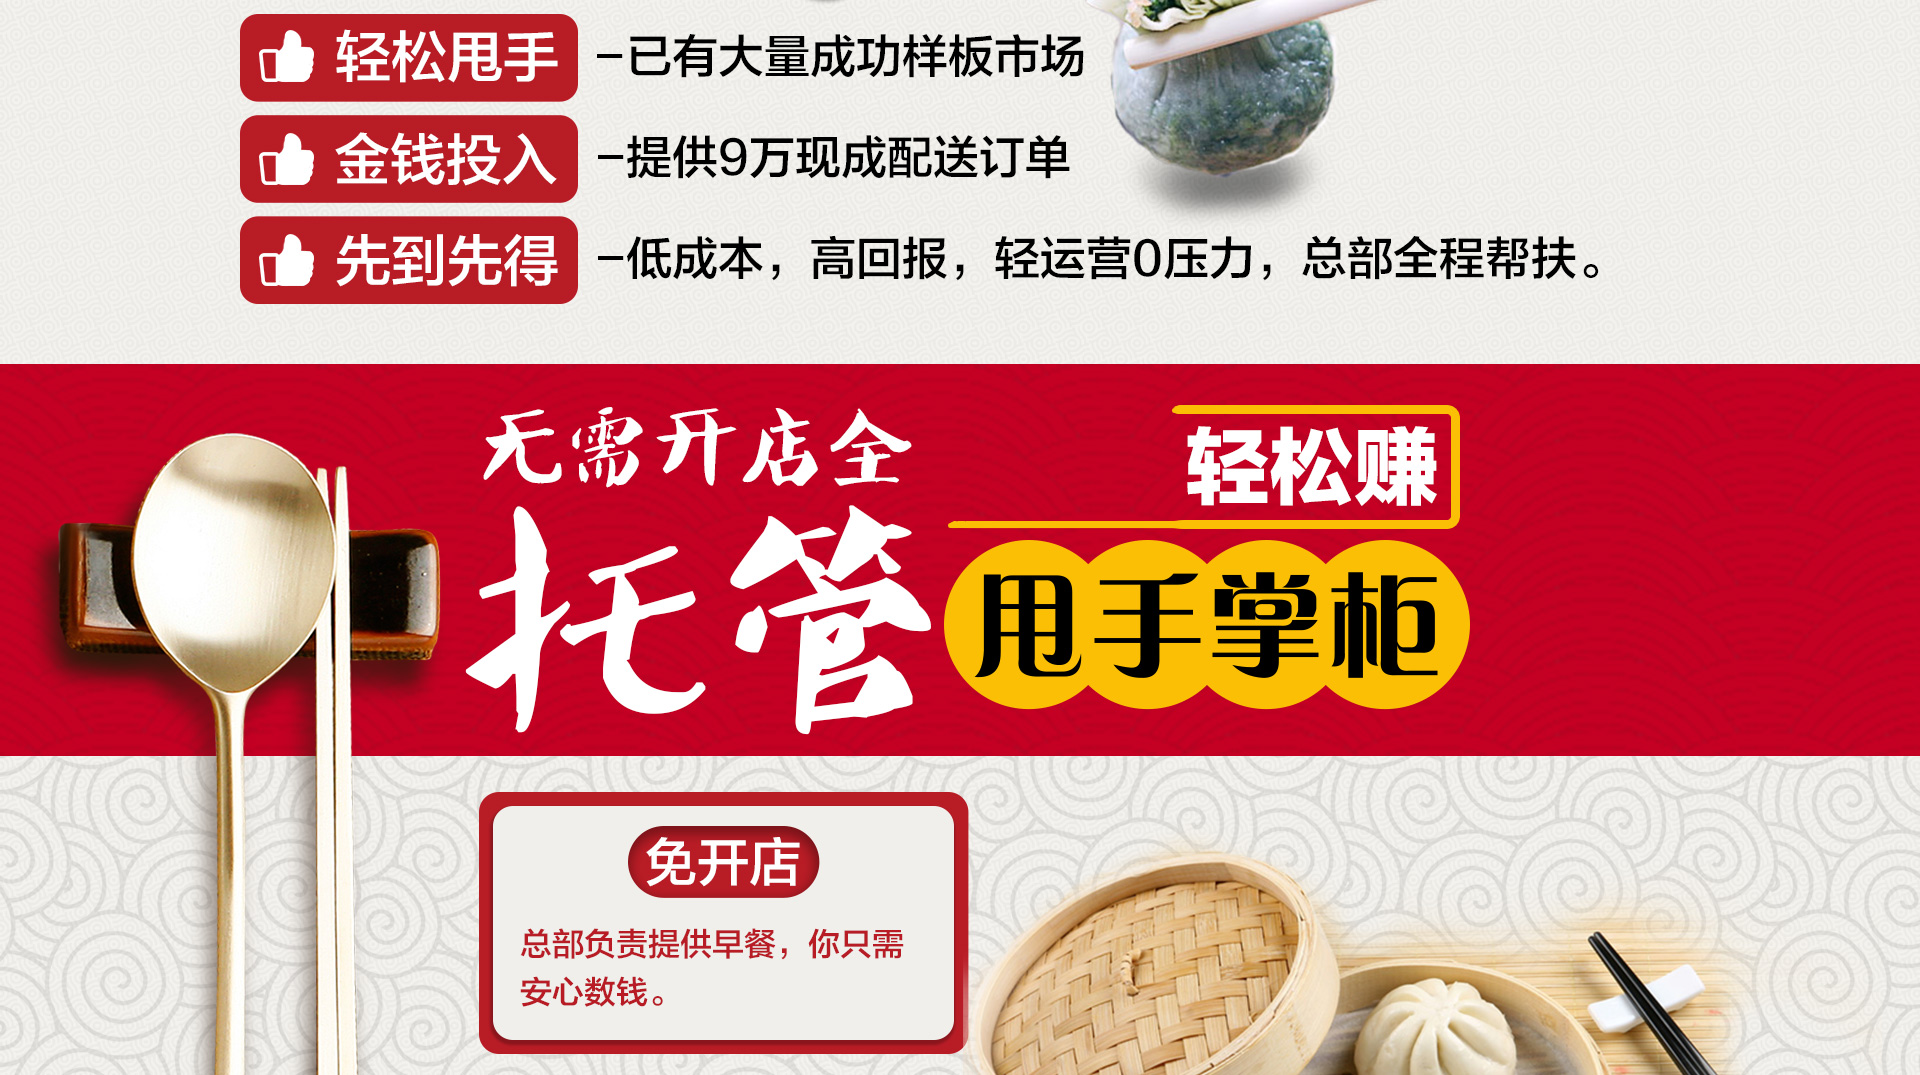 轻松甩手 -已有大量成功样板市场
金钱投入 -提供9万现成配送订单
先到先得 -低成本，高回报，轻运营0压力，总部全程帮扶。
无需开店全
托管
轻松赚
甩手掌柜
免开店
总部负责提供早餐，你只需
安心数钱。